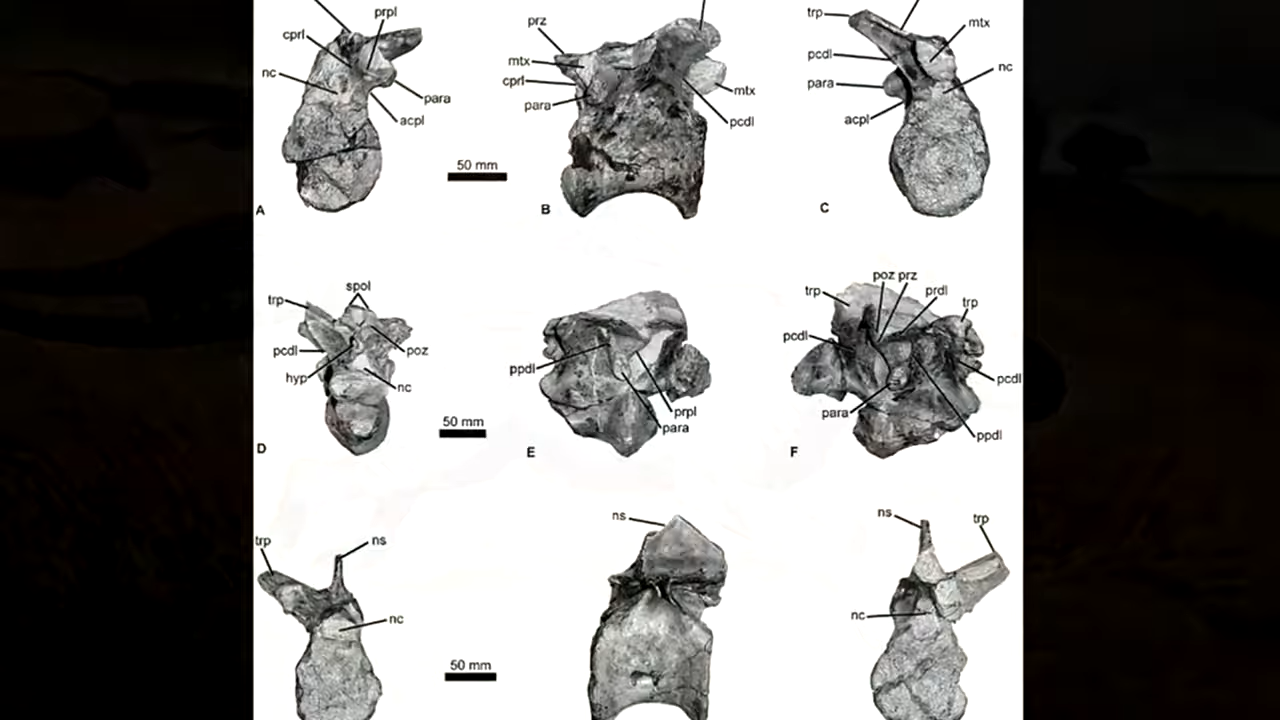 prpl
cprl
nc
para
acpl
A
50 mm
prz
mtx
cprl
para
mtx
pcdl
B
trp
mtx
pcdl
nc
para
acpl
C
spol
trp
pcdl
poz
hyp
nc
D
50 mm
ppdl
prpl
para
E
poz prz
trp
prdl
trp
pcdl
pcdl
para
ppdl
F
trp
ns
nc
50 mm
ns
ns
trp
nc